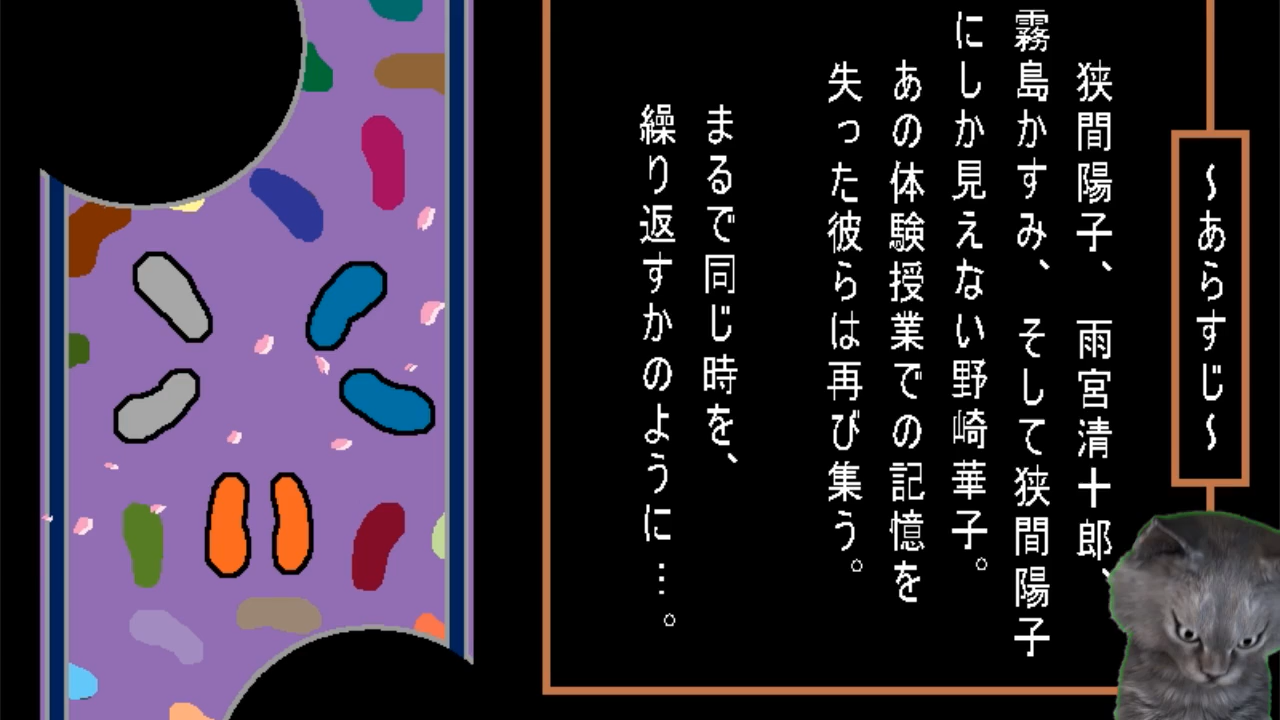 ～あらすじ～
狭間陽子、雨宮清十郎、
霧島かすみ、そして狭間陽子
にしか見えない野崎華子。
あの体験授業での記憶を
失った彼らは再び集う。
まるで同じ時を、
繰り返すかのように…。